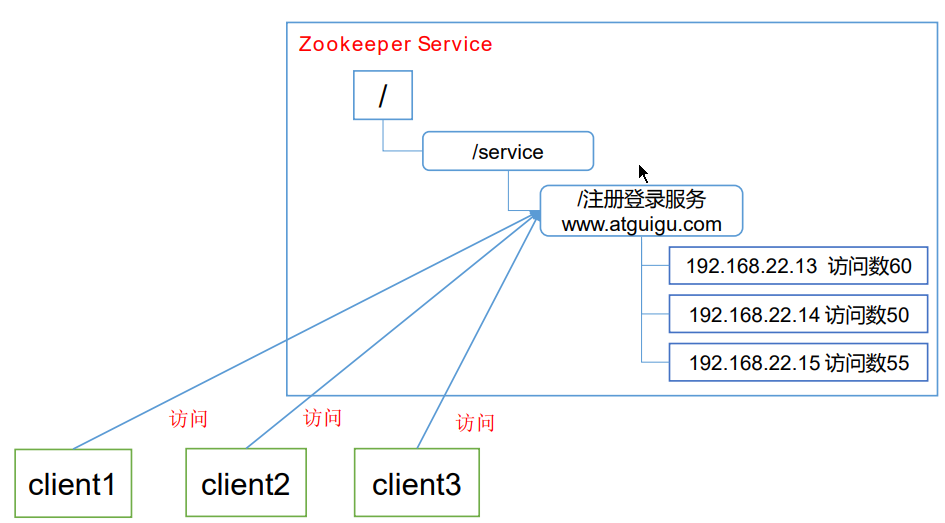 Zookeeper Service
/
/service
/注册登录服务
www.atguigu.com
192.168.22.13 访问数60
192.168.22.14 访问数50
192.168.22.15 访问数55
访问
访问
访问
client1
client2
client3